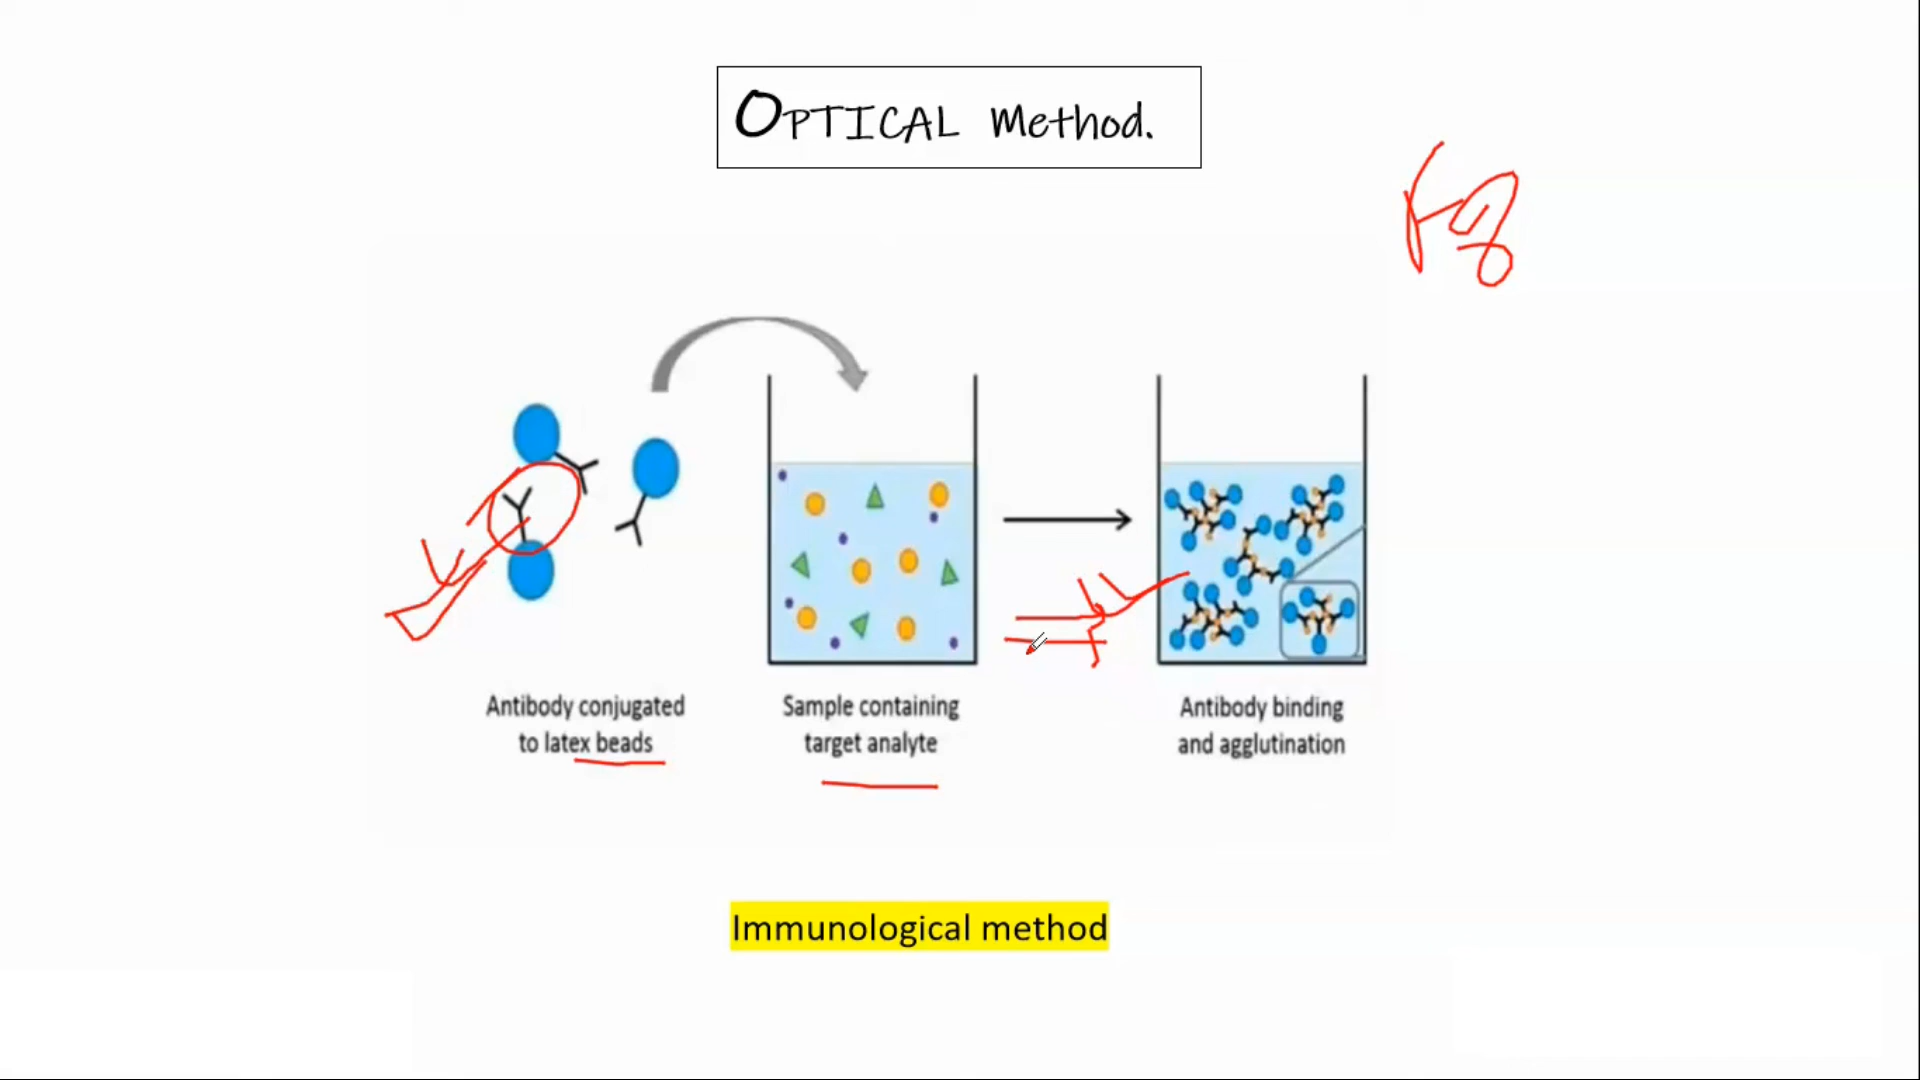 OPTICAL Method.
Antibody conjugated
to latex beads
Sample containing
target analyte
Antibody binding
and agglutination
Immunological method